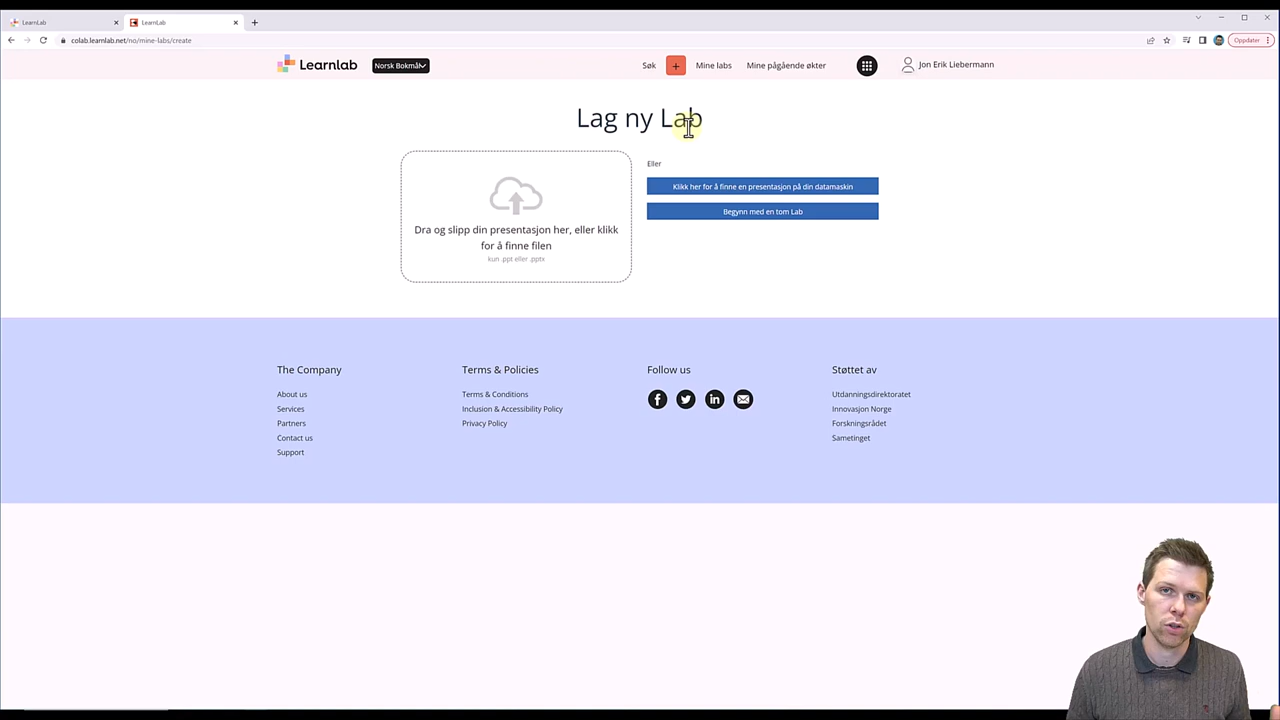 LearnLab
LearnLab
colab.learnlab.net/no/mine-labs/create
Oppdater
Learnlab
Norsk Bokmål
Søk
+
Mine labs
Mine pågående økter
Jon Erik Liebermann
Lag ny Lab
Dra og slipp din presentasjon her, eller klikk
for å finne filen
kun .ppt eller .pptx
Eller
Klikk her for å finne en presentasjon på din datamaskin
Begynn med en tom Lab
The Company
About us
Services
Partners
Contact us
Support
Terms & Policies
Terms & Conditions
Inclusion & Accessibility Policy
Privacy Policy
Follow us
Støttet av
Utdanningsdirektoratet
Innovasjon Norge
Forskningsrådet
Sametinget